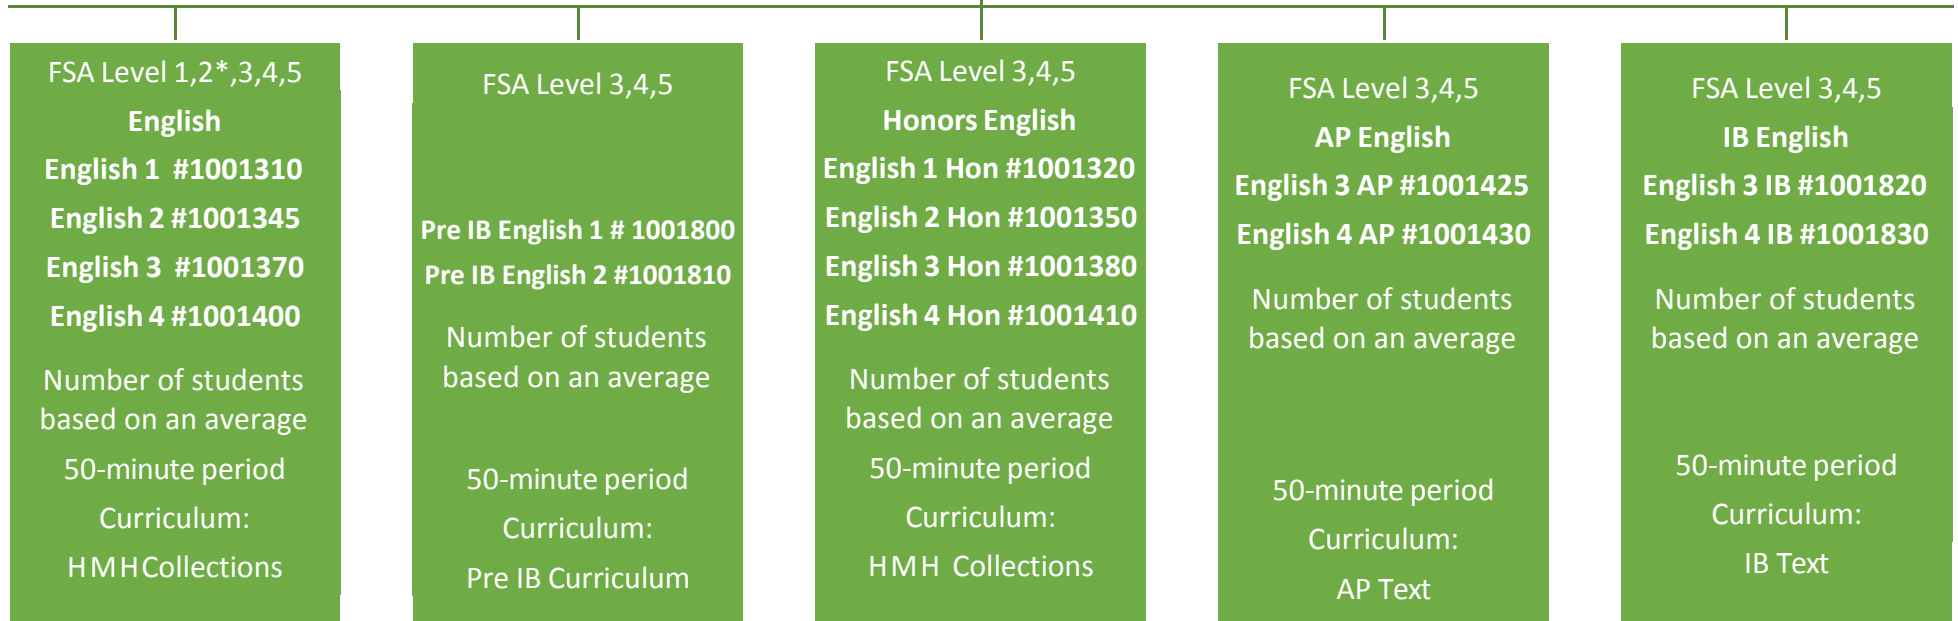 FSA Level 1,2*,3,4,5
English
English 1 #1001310
English 2 #1001345
English 3 #1001370
English 4 #1001400
Number of students
based on an average
50-minute period
Curriculum:
HMH Collections
FSA Level 3,4,5
Pre IB English 1 # 1001800
Pre IB English 2 #1001810
Number of students
based on an average
50-minute period
Curriculum:
Pre IB Curriculum
FSA Level 3,4,5
Honors English
English 1 Hon #1001320
English 2 Hon #1001350
English 3 Hon #1001380
English 4 Hon #1001410
Number of students
based on an average
50-minute period
Curriculum:
HMH Collections
FSA Level 3,4,5
AP English
English 3 AP #1001425
English 4 AP #1001430
Number of students
based on an average
50-minute period
Curriculum:
AP Text
FSA Level 3,4,5
IB English
English 3 IB #1001820
English 4 IB #1001830
Number of students
based on an average
50-minute period
Curriculum:
IB Text